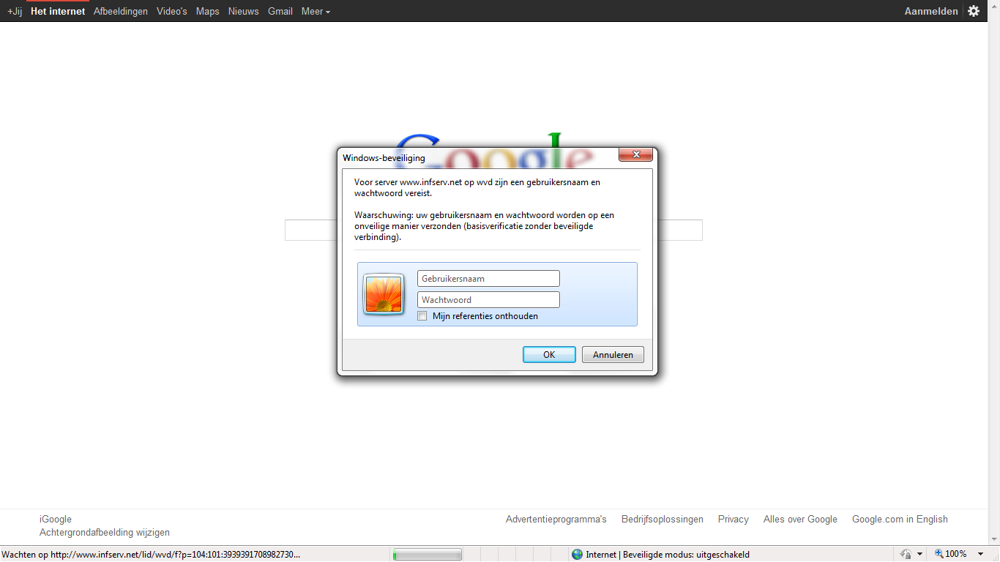 +Jij Het internet Afbeeldingen Video's Maps Nieuws Gmail Meer Aanmelden
Google
Windows-beveiliging
Voor server www.infserv.net op wvd zijn een gebruikersnaam en
wachtwoord vereist.
Waarschuwing: uw gebruikersnaam en wachtwoord worden op een
onveilige manier verzonden (basisverificatie zonder beveiligde
verbinding).
Gebruikersnaam
Wachtwoord
Mijn referenties onthouden
OK Annuleren
iGoogle Advertentieprogramma's Bedrijfsoplossingen Privacy Alles over Google Google.com in English
Achtergrondafbeelding wijzigen
Wachten op http://www.infserv.net/lid/wvd/f?p=104:101:3939391708982730... Internet | Beveiligde modus: uitgeschakeld 100%